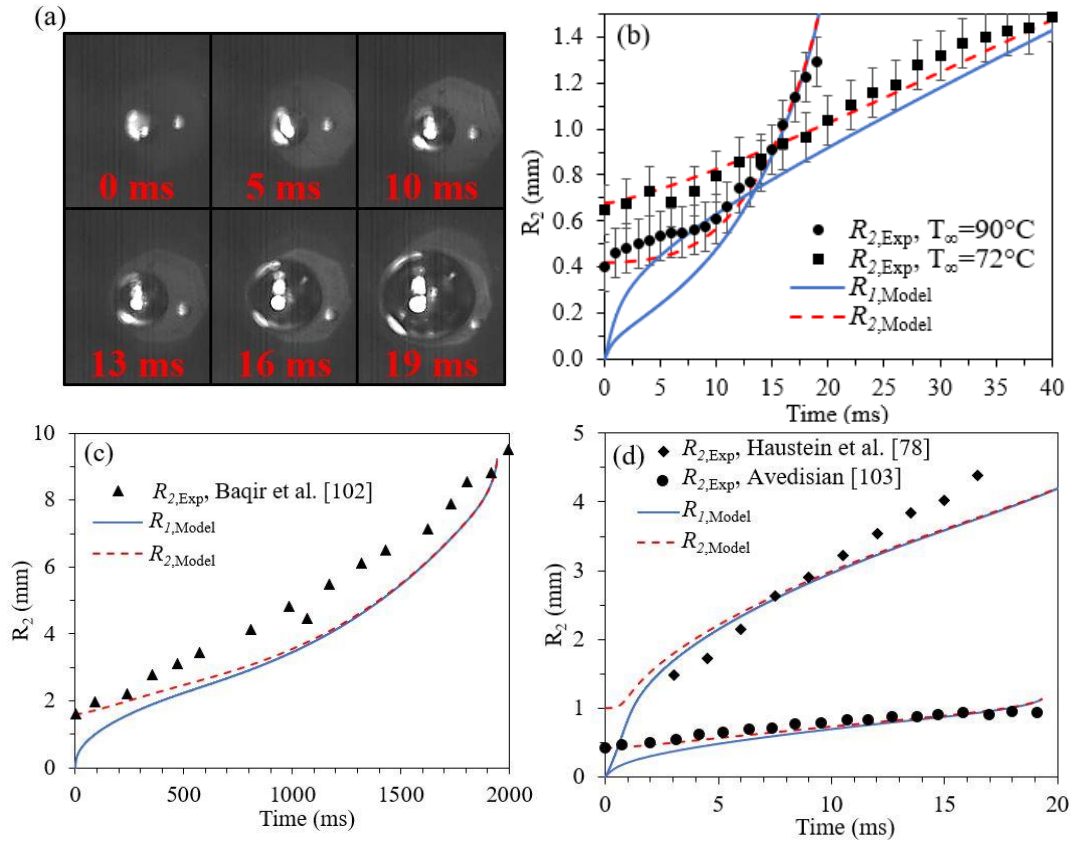 (a)
0 ms
5 ms
10 ms
13 ms
16 ms
19 ms
(b)
R₂ (mm)
1.4
1.2
1.0
0.8
0.6
0.4
0.2
0.0
R2,Exp, T∞=90°C
R2,Exp, T∞=72°C
R1,Model
R2,Model
0 5 10 15 20 25 30 35 40
Time (ms)
(c)
R₂ (mm)
10
8
6
4
2
0
R2,Exp, Baqir et al. [102]
R1,Model
R2,Model
0 500 1000 1500 2000
Time (ms)
(d)
R₂ (mm)
5
4
3
2
1
0
R2,Exp, Haustein et al. [78]
R2,Exp, Avedisian [103]
R1,Model
R2,Model
0 5 10 15 20
Time (ms)